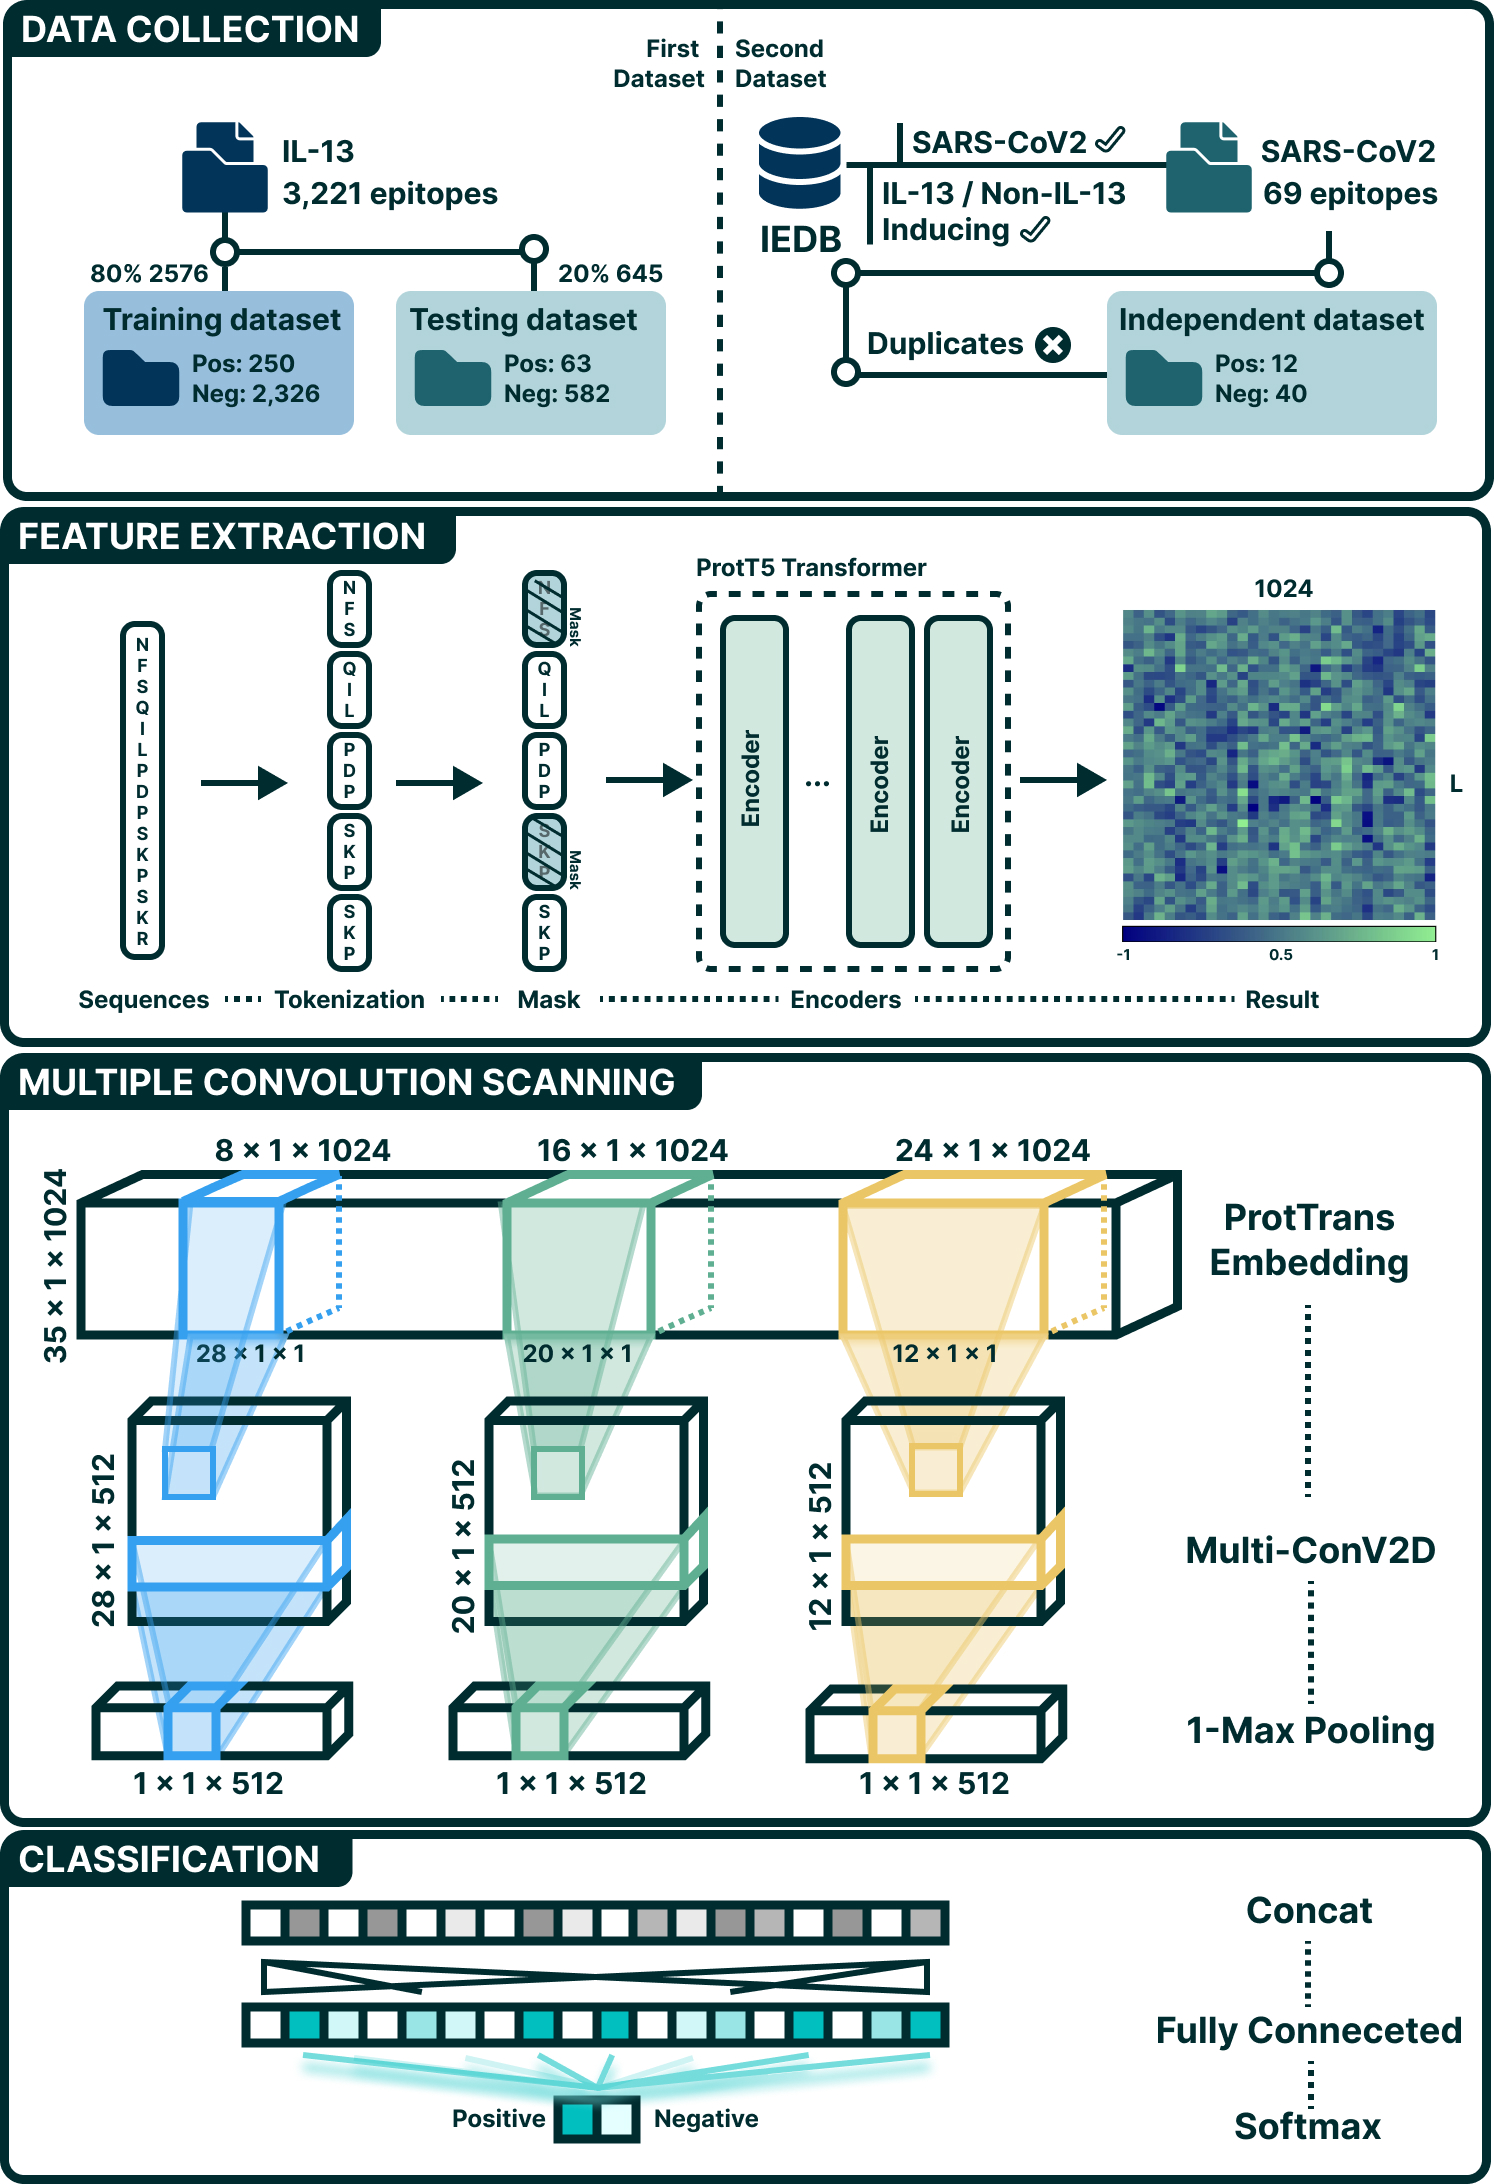 DATA COLLECTION
First
Dataset
Second
Dataset
IL-13
3,221 epitopes
80% 2576
20% 645
Training dataset
Pos: 250
Neg: 2,326
Testing dataset
Pos: 63
Neg: 582
IEDB
SARS-CoV2
IL-13 / Non-IL-13
Inducing
SARS-CoV2
69 epitopes
Duplicates
Independent dataset
Pos: 12
Neg: 40
FEATURE EXTRACTION
N
F
S
Q
I
L
P
D
P
S
K
P
S
K
R
N
F
S
Q
I
L
P
D
P
S
K
P
S
K
P
N
F
S
Mask
Q
I
L
P
D
P
S
K
P
Mask
S
K
P
ProtT5 Transformer
Encoder
...
Encoder
Encoder
1024
L
-1
0.5
1
Sequences
Tokenization
Mask
Encoders
Result
MULTIPLE CONVOLUTION SCANNING
8 × 1 × 1024
16 × 1 × 1024
24 × 1 × 1024
35 × 1 × 1024
ProtTrans
Embedding
28 × 1 × 1
20 × 1 × 1
12 × 1 × 1
28 × 1 × 512
20 × 1 × 512
12 × 1 × 512
Multi-ConV2D
1-Max Pooling
1 × 1 × 512
1 × 1 × 512
1 × 1 × 512
CLASSIFICATION
Concat
Fully Conneceted
Positive
Negative
Softmax